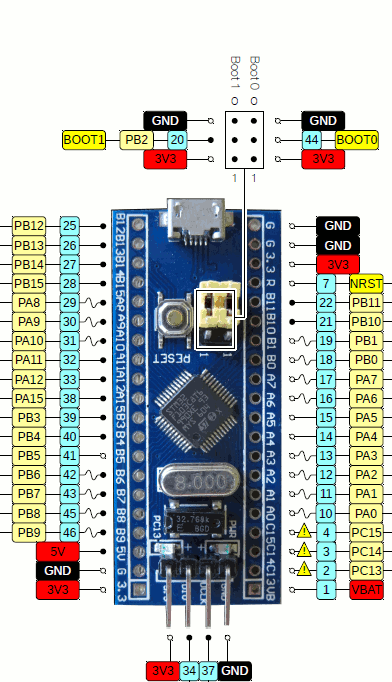 Boot 1 Boot 0
0 0
GND GND
BOOT1 PB2 20 44 BOOT0
3V3 3V3
1 1
GND
PB12 25 B12 G GND
PB13 26 B13 G 3V3
PB14 27 B14 3.3 7 NRST
PB15 28 B15 R 22 PB11
PA8 29 A8 B11 21 PB10
PA9 30 A9 B10 19 PB1
PA10 31 A10 B1 18 PB0
PA11 32 A11 1 1 B0 17 PA7
PA12 33 A12 RESET A7 16 PA6
PA15 38 A15 A6 15 PA5
PB3 39 B3 A5 14 PA4
PB4 40 B4 A4 13 PA3
PB5 41 B5 A3 12 PA2
PB6 42 B6 A2 11 PA1
PB7 43 B7 8.000 A1 10 PA0
PB8 45 B8 32.768k A0 4 PC15
PB9 46 B9 PC13 PWR C15 3 PC14
5V 5V C14 2 PC13
GND G C13 1 VBAT
3V3 3.3 VB
3V3 34 37 GND